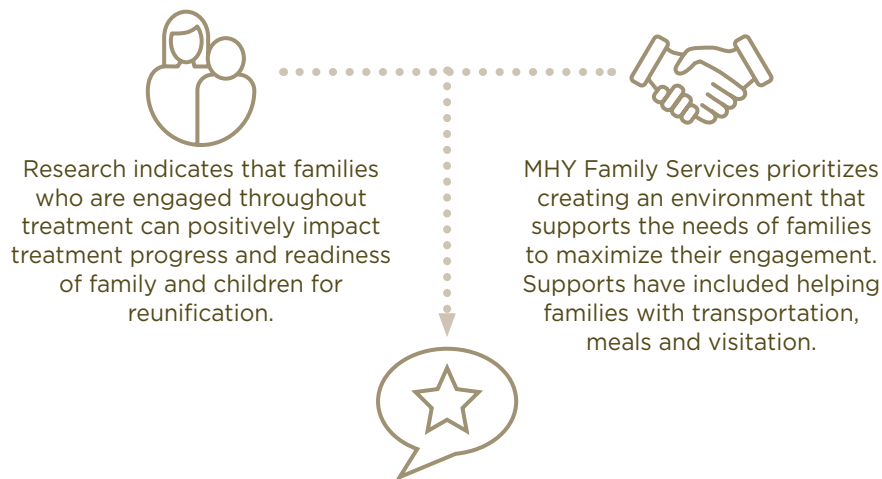 Research indicates that families
who are engaged throughout
treatment can positively impact
treatment progress and readiness
of family and children for
reunification.
MHY Family Services prioritizes
creating an environment that
supports the needs of families
to maximize their engagement.
Supports have included helping
families with transportation,
meals and visitation.